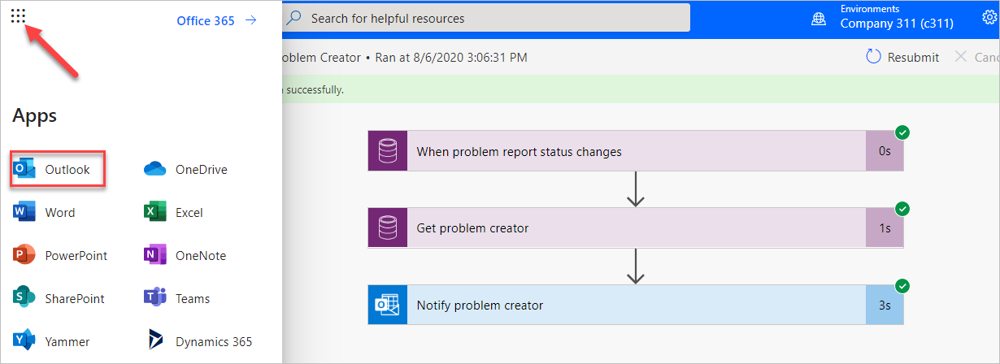 Office 365 →
Search for helpful resources
Environments
Company 311 (c311)
oblem Creator • Ran at 8/6/2020 3:06:31 PM
Resubmit
Canc
successfully.
Apps
Outlook
OneDrive
Word
Excel
PowerPoint
OneNote
SharePoint
Teams
Yammer
Dynamics 365
When problem report status changes
0s
Get problem creator
1s
Notify problem creator
3s